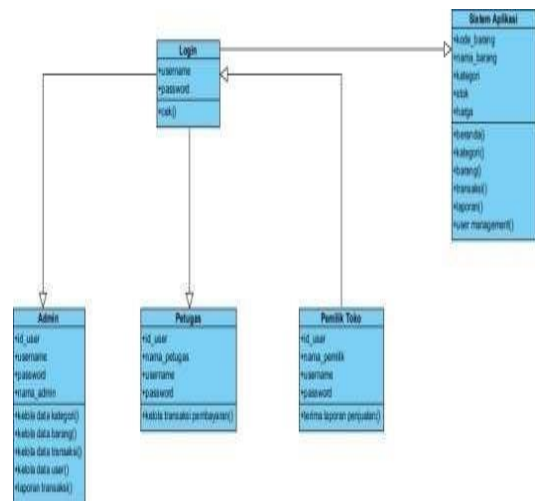 Sistem Aplikasi
+kode_barang
+nama_barang
+kategori
+stok
+harga
+beranda()
+kategori()
+barang()
+transaksi()
+laporan()
+user management()
Login
+username
+password
+cek()
Admin
+id_user
+username
+password
+nama_admin
+kelola data kategori()
+kelola data barang()
+kelola data transaksi()
+kelola data user()
+laporan transaksi()
Petugas
+id_user
+nama_petugas
+username
+password
+kelola transaksi pembayaran()
Pemilik Toko
+id_user
+nama_pemilik
+username
+password
+terima laporan penjualan()